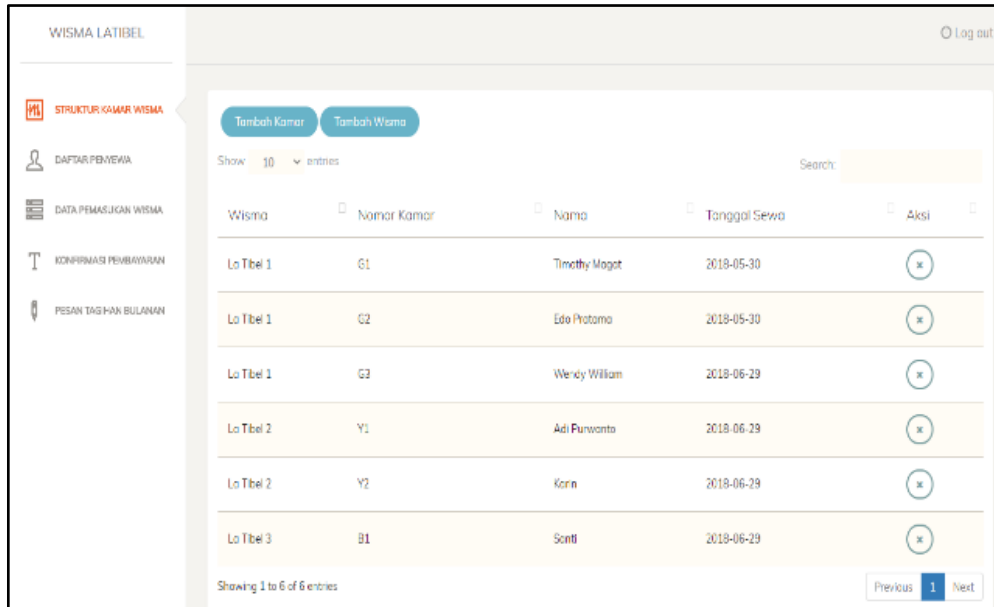 WISMA LATIBEL
Log out
STRUKTUR KAMAR WISMA
DAFTAR PENYEWA
DATA PEMASUKAN WISMA
KONFIRMASI PEMBAYARAN
PESAN TAGIHAN BULANAN
Tambah Kamar Tambah Wisma
Show 10 entries Search:
Wisma Nomor Kamar Nama Tanggal Sewa Aksi
La Tibel 1 G1 Timothy Magat 2018-05-30 x
La Tibel 1 G2 Edo Pratama 2018-05-30 x
La Tibel 1 G3 Wendy William 2018-06-29 x
La Tibel 2 Y1 Adi Purwanto 2018-06-29 x
La Tibel 2 Y2 Karin 2018-06-29 x
La Tibel 3 B1 Santi 2018-06-29 x
Showing 1 to 6 of 6 entries Previous 1 Next